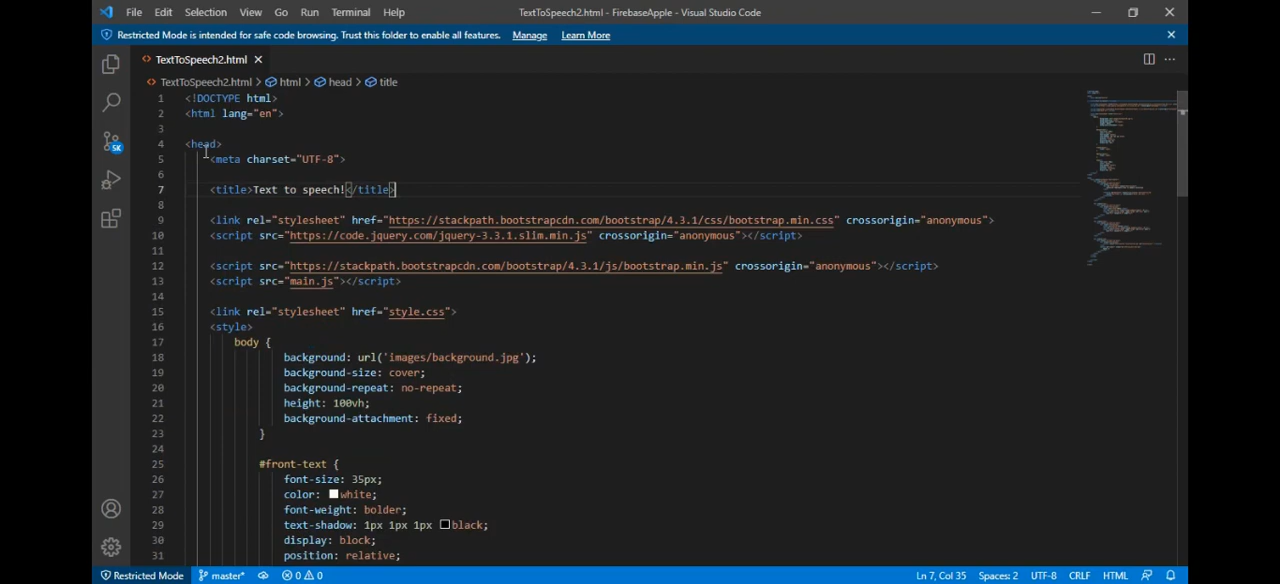 File Edit Selection View Go Run Terminal Help TextToSpeech2.html - FirebaseApple - Visual Studio Code
Restricted Mode is intended for safe code browsing. Trust this folder to enable all features. Manage Learn More
TextToSpeech2.html
TextToSpeech2.html > html > head > title
1 <!DOCTYPE html>
2 <html lang="en">
3
4 <head>
5 <meta charset="UTF-8">
6
7 <title>Text to speech!</title>
8
9 <link rel="stylesheet" href="https://stackpath.bootstrapcdn.com/bootstrap/4.3.1/css/bootstrap.min.css" crossorigin="anonymous">
10 <script src="https://code.jquery.com/jquery-3.3.1.slim.min.js" crossorigin="anonymous"></script>
11
12 <script src="https://stackpath.bootstrapcdn.com/bootstrap/4.3.1/js/bootstrap.min.js" crossorigin="anonymous"></script>
13 <script src="main.js"></script>
14
15 <link rel="stylesheet" href="style.css">
16 <style>
17 body {
18 background: url('images/background.jpg');
19 background-size: cover;
20 background-repeat: no-repeat;
21 height: 100vh;
22 background-attachment: fixed;
23 }
24
25 #front-text {
26 font-size: 35px;
27 color: white;
28 font-weight: bolder;
29 text-shadow: 1px 1px 1px black;
30 display: block;
31 position: relative;
5K
Restricted Mode master* 0 0 Ln 7, Col 35 Spaces: 2 UTF-8 CRLF HTML